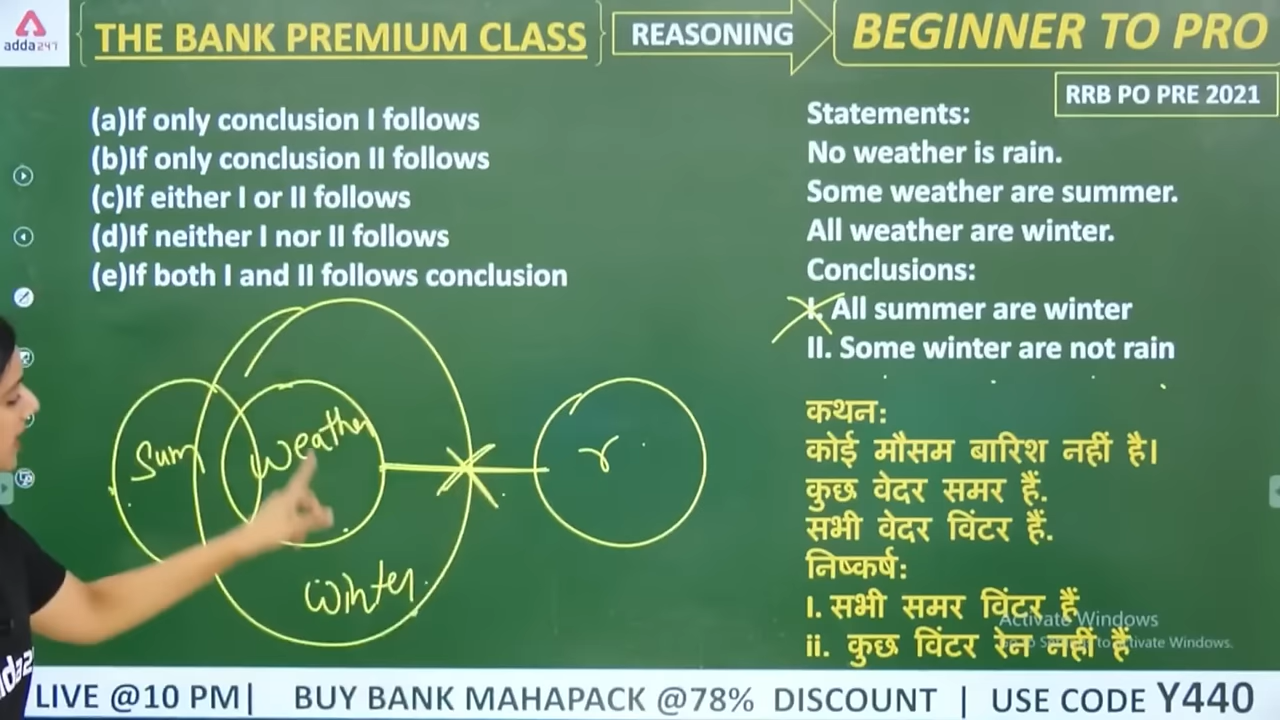 adda247
THE BANK PREMIUM CLASS
REASONING
BEGINNER TO PRO
RRB PO PRE 2021
(a)If only conclusion I follows
(b)If only conclusion II follows
(c)If either I or II follows
(d)If neither I nor II follows
(e)If both I and II follows conclusion
Statements:
No weather is rain.
Some weather are summer.
All weather are winter.
Conclusions:
I. All summer are winter
II. Some winter are not rain
कथन:
कोई मौसम बारिश नहीं है।
कुछ वेदर समर हैं.
सभी वेदर विंटर हैं.
निष्कर्ष:
I. सभी समर विंटर हैं
ii. कुछ विंटर रेन नहीं हैं
Sum
Weather
r
Winter
Activate Windows
to activate Windows.
LIVE @10 PM| BUY BANK MAHAPACK @78% DISCOUNT | USE CODE Y440